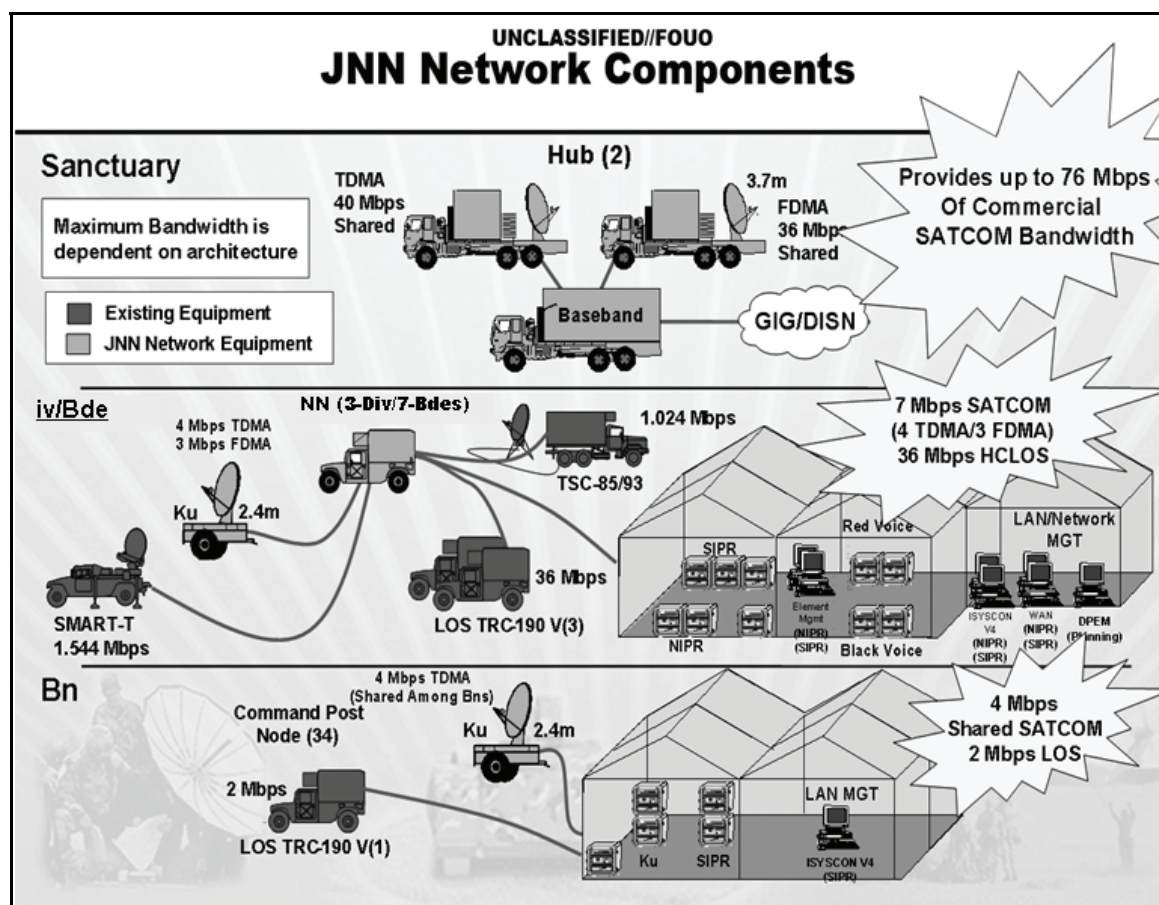 UNCLASSIFIED//FOUO
JNN Network Components
Sanctuary
Hub (2)
Maximum Bandwidth is
dependent on architecture
Existing Equipment
JNN Network Equipment
TDMA
40 Mbps
Shared
3.7m
FDMA
36 Mbps
Shared
Baseband
GIG/DISN
Provides up to 76 Mbps
Of Commercial
SATCOM Bandwidth
iv/Bde
NN (3-Div/7-Bdes)
4 Mbps TDMA
3 Mbps FDMA
Ku
2.4m
1.024 Mbps
TSC-85/93
SMART-T
1.544 Mbps
36 Mbps
LOS TRC-190 V(3)
7 Mbps SATCOM
(4 TDMA/3 FDMA)
36 Mbps HCLOS
SIPR
NIPR
Element
Mgmt
(NIPR)
(SIPR)
Red Voice
Black Voice
LAN/Network
MGT
ISYSCON
V4
(NIPR)
(SIPR)
WAN
(NIPR)
(SIPR)
DPEM
(Planning)
Bn
4 Mbps TDMA
(Shared Among Bns)
Command Post
Node (34)
Ku
2.4m
2 Mbps
LOS TRC-190 V(1)
Ku
SIPR
LAN MGT
ISYSCON V4
(SIPR)
4 Mbps
Shared SATCOM
2 Mbps LOS